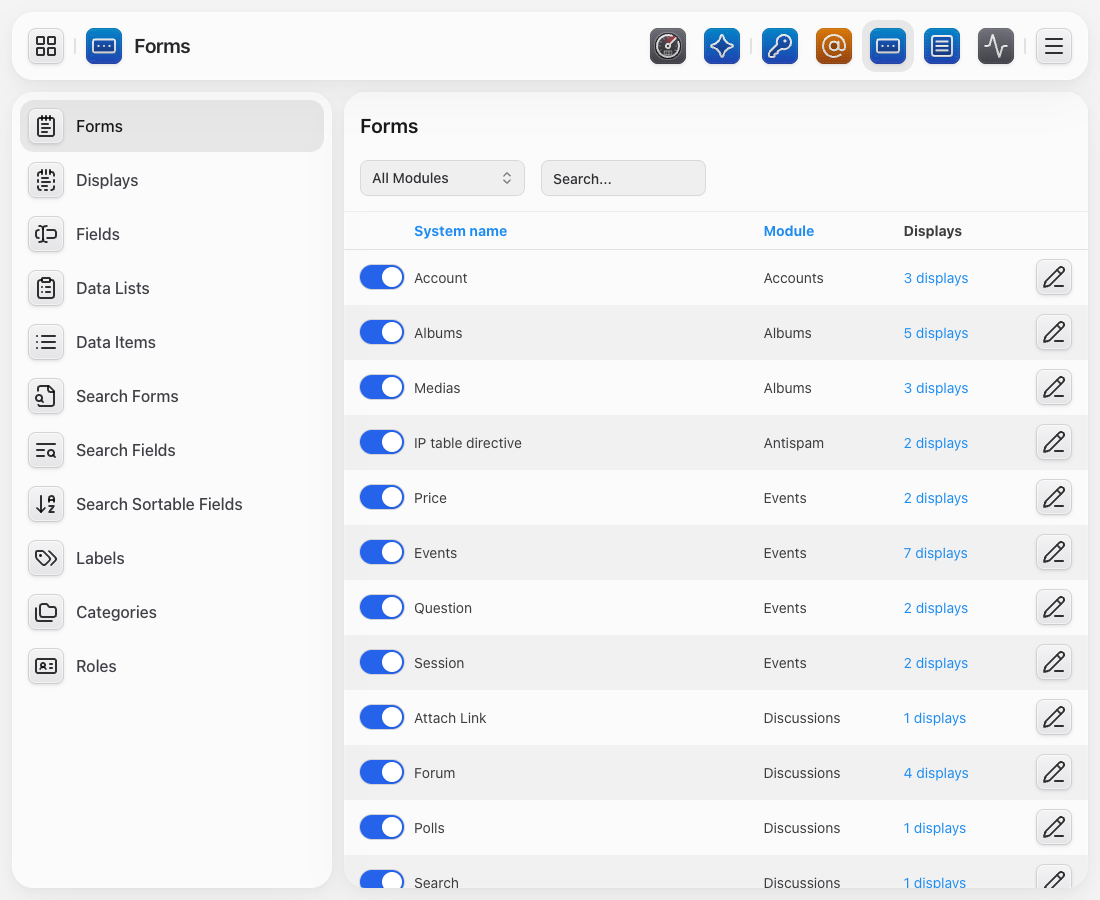 Forms
Forms
Displays
Fields
Data Lists
Data Items
Search Forms
Search Fields
Search Sortable Fields
Labels
Categories
Roles
Forms
All Modules
Search...
System name Module Displays
Account Accounts 3 displays
Albums Albums 5 displays
Medias Albums 3 displays
IP table directive Antispam 2 displays
Price Events 2 displays
Events Events 7 displays
Question Events 2 displays
Session Events 2 displays
Attach Link Discussions 1 displays
Forum Discussions 4 displays
Polls Discussions 1 displays
Search Discussions 1 displays